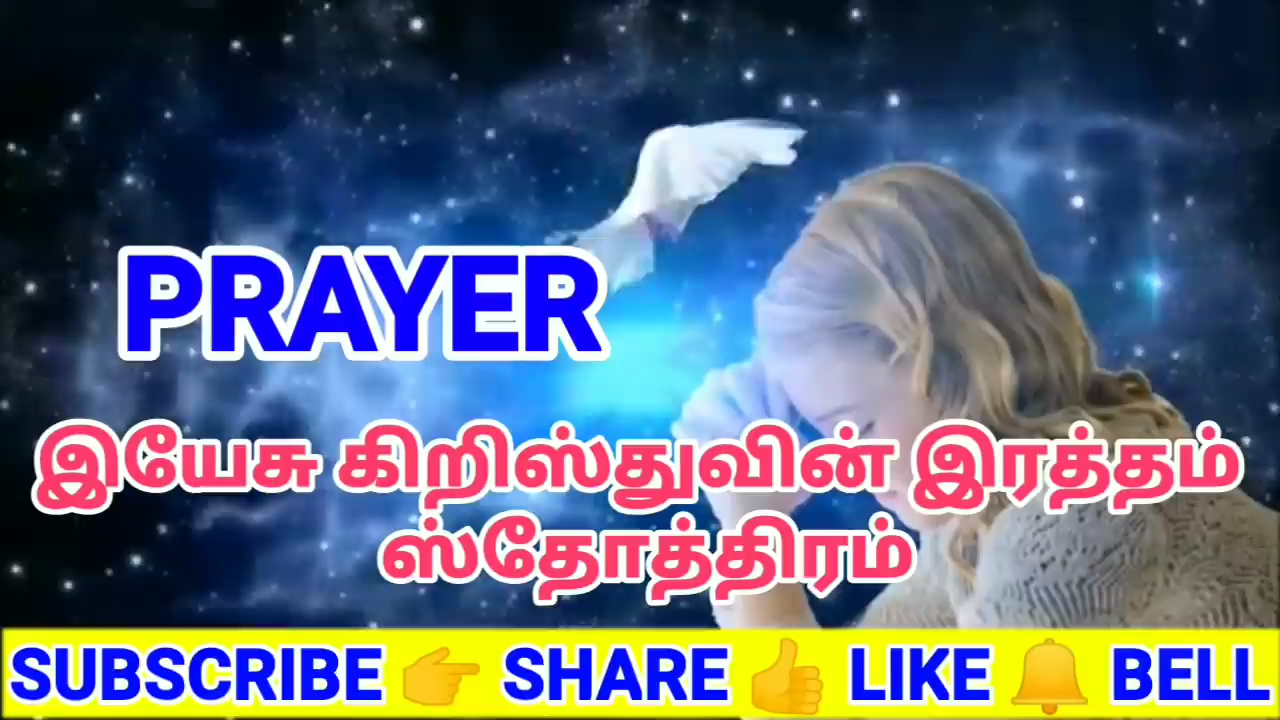 PRAYER
இயேசு கிறிஸ்துவின் இரத்தம்
ஸ்தோத்திரம்
SUBSCRIBE 👉 SHARE 👍 LIKE 🔔 BELL